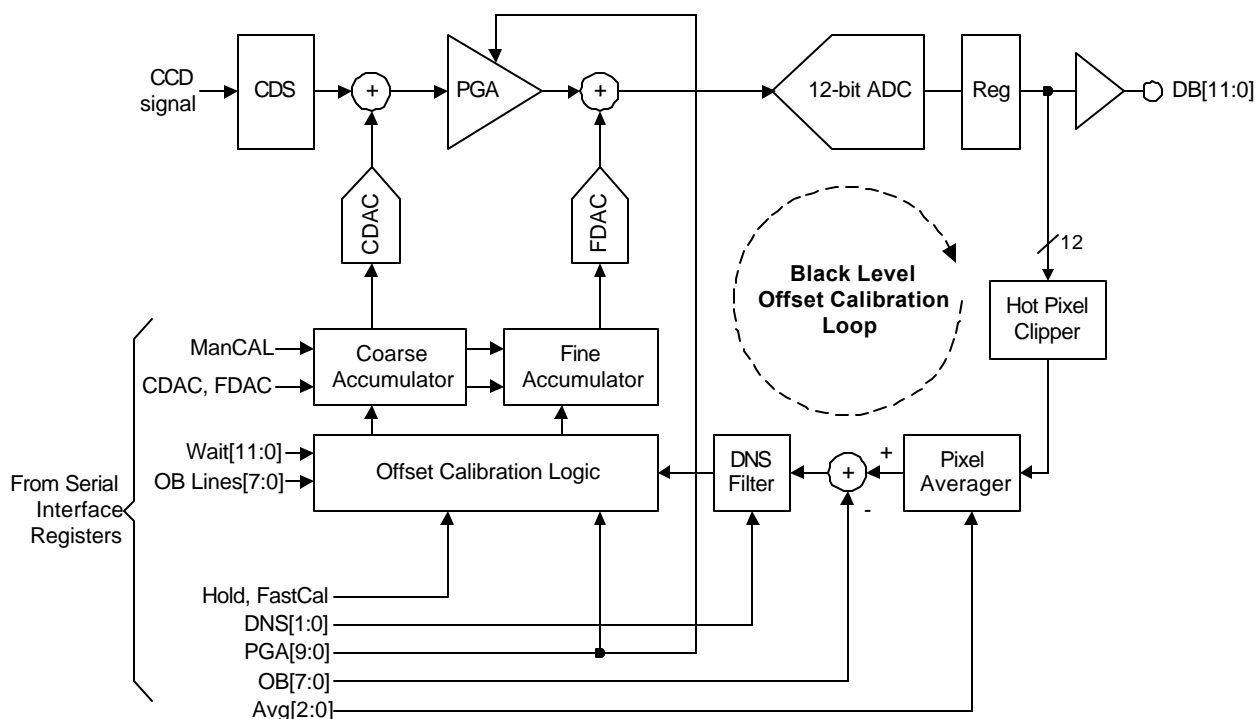 CCD
signal
CDS
+
PGA
+
12-bit ADC
Reg
DB[11:0]
CDAC
FDAC
12
Black Level
Offset Calibration
Loop
Hot Pixel
Clipper
ManCAL
CDAC, FDAC
Coarse
Accumulator
Fine
Accumulator
Wait[11:0]
OB Lines[7:0]
Offset Calibration Logic
DNS
Filter
+
+
-
Pixel
Averager
From Serial
Interface
Registers
Hold, FastCal
DNS[1:0]
PGA[9:0]
OB[7:0]
Avg[2:0]